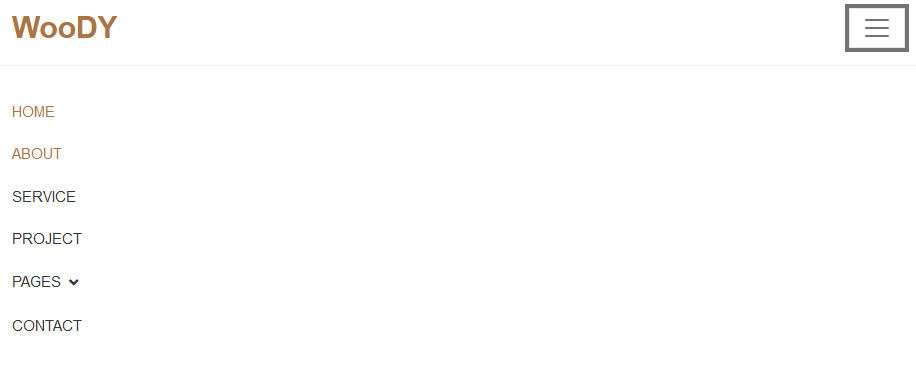 WooDY
HOME
ABOUT
SERVICE
PROJECT
PAGES
CONTACT